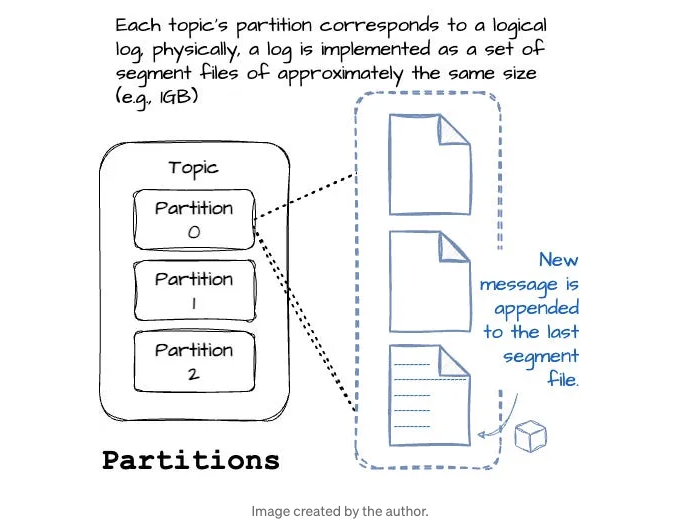 Each topic's partition corresponds to a logical
log, physically, a log is implemented as a set of
segment files of approximately the same size
(e.g., 1GB)
Topic
Partition
0
Partition
1
Partition
2
New
message is
appended
to the last
segment
file.
Partitions
Image created by the author.